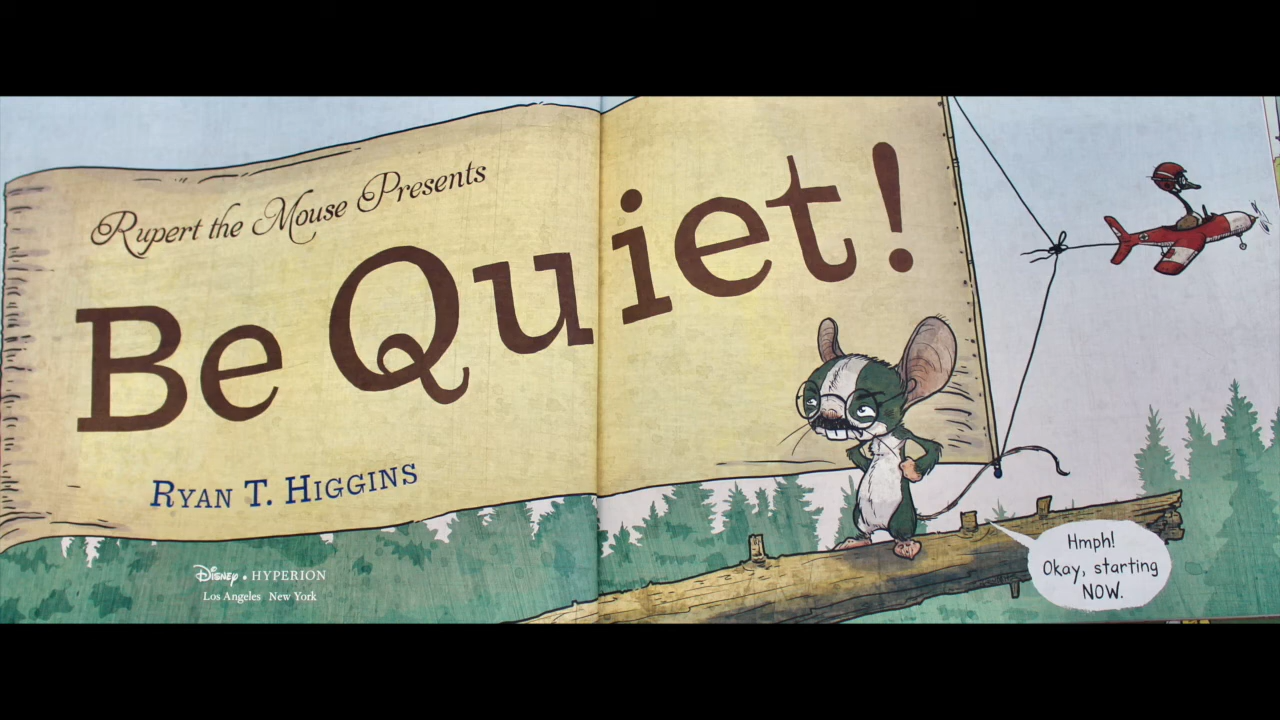 Rupert the Mouse Presents
Be Quiet!
Ryan T. Higgins
Disney • HYPERION
Los Angeles New York
Hmph!
Okay, starting
NOW.